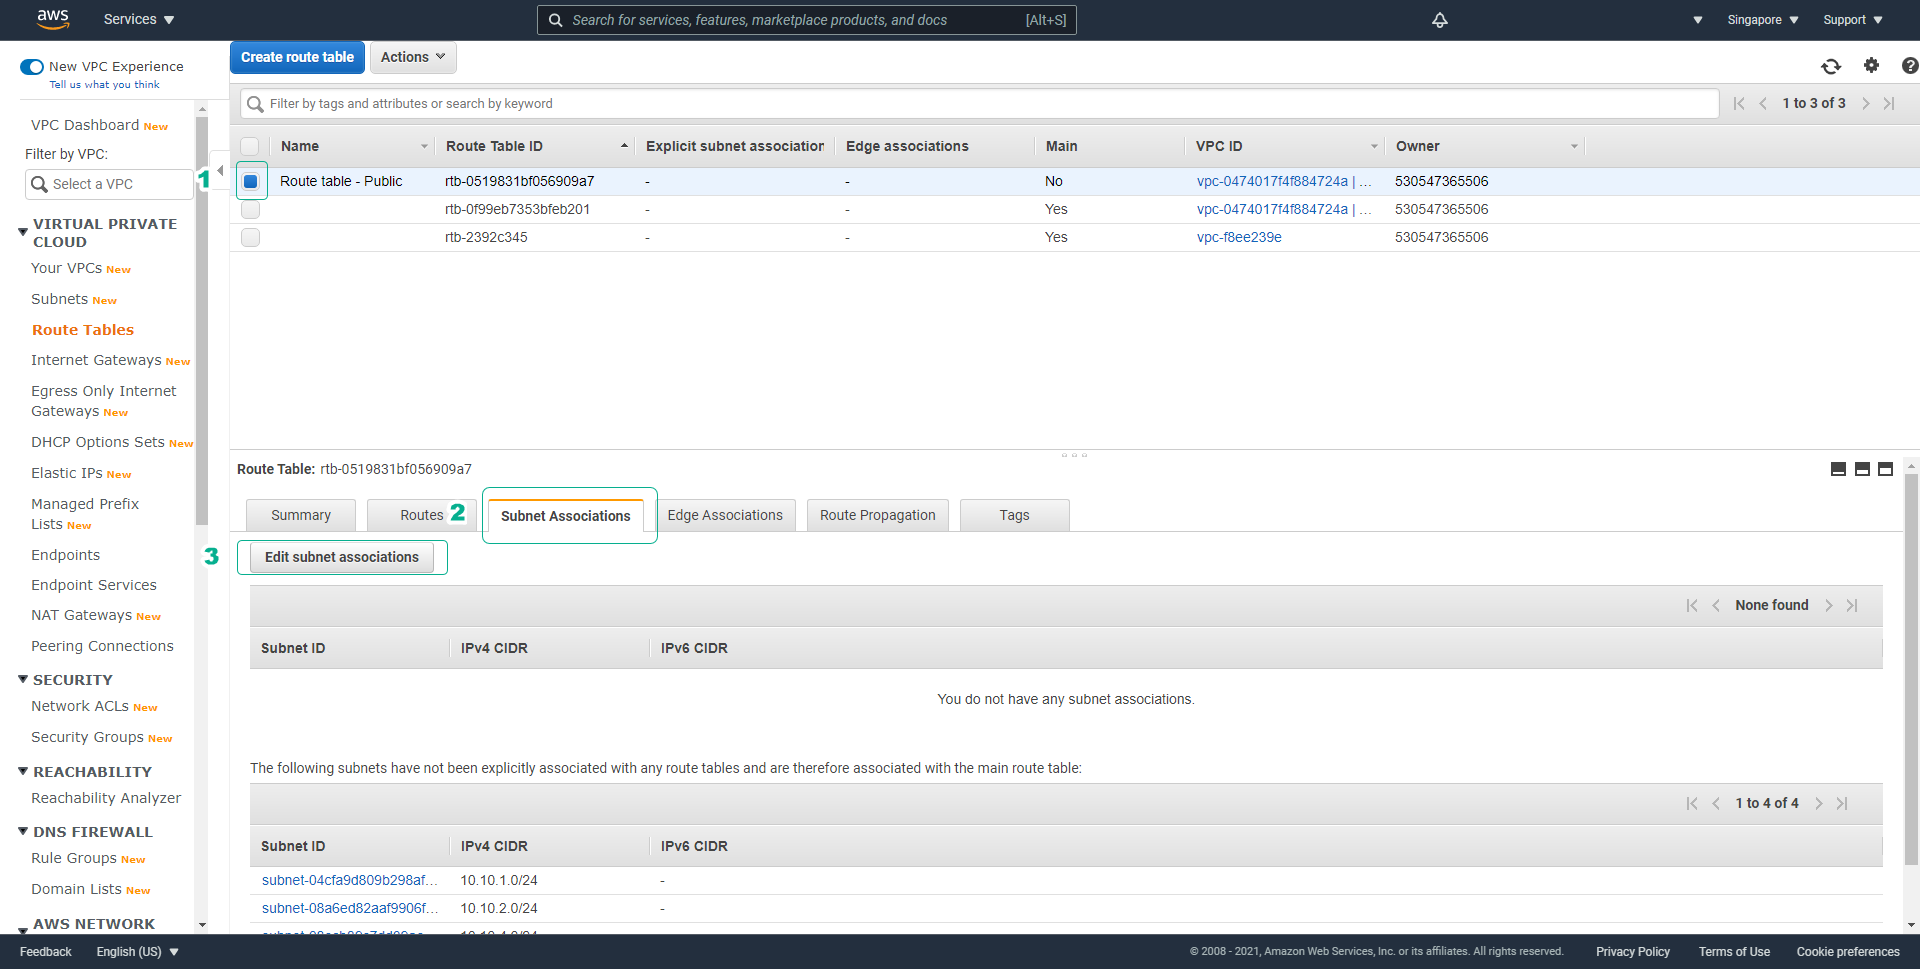 aws
Services
Search for services, features, marketplace products, and docs
[Alt+S]
Singapore
Support
New VPC Experience
Tell us what you think
VPC Dashboard New
Filter by VPC:
Select a VPC
VIRTUAL PRIVATE
CLOUD
Your VPCs New
Subnets New
Route Tables
Internet Gateways New
Egress Only Internet
Gateways New
DHCP Options Sets New
Elastic IPs New
Managed Prefix
Lists New
Endpoints
Endpoint Services
NAT Gateways New
Peering Connections
SECURITY
Network ACLs New
Security Groups New
REACHABILITY
Reachability Analyzer
DNS FIREWALL
Rule Groups New
Domain Lists New
AWS NETWORK
Create route table
Actions
Filter by tags and attributes or search by keyword
1 to 3 of 3
Name Route Table ID Explicit subnet association Edge associations Main VPC ID Owner
1
Route table - Public rtb-0519831bf056909a7 - - No vpc-0474017f4f884724a | ... 530547365506
rtb-0f99eb7353bfeb201 - - Yes vpc-0474017f4f884724a | ... 530547365506
rtb-2392c345 - - Yes vpc-f8ee239e 530547365506
Route Table: rtb-0519831bf056909a7
Summary Routes 2 Subnet Associations Edge Associations Route Propagation Tags
3 Edit subnet associations
None found
Subnet ID IPv4 CIDR IPv6 CIDR
You do not have any subnet associations.
The following subnets have not been explicitly associated with any route tables and are therefore associated with the main route table:
1 to 4 of 4
Subnet ID IPv4 CIDR IPv6 CIDR
subnet-04cfa9d809b298af... 10.10.1.0/24 -
subnet-08a6ed82aaf9906f... 10.10.2.0/24 -
Feedback
English (US)
© 2008 - 2021, Amazon Web Services, Inc. or its affiliates. All rights reserved.
Privacy Policy
Terms of Use
Cookie preferences